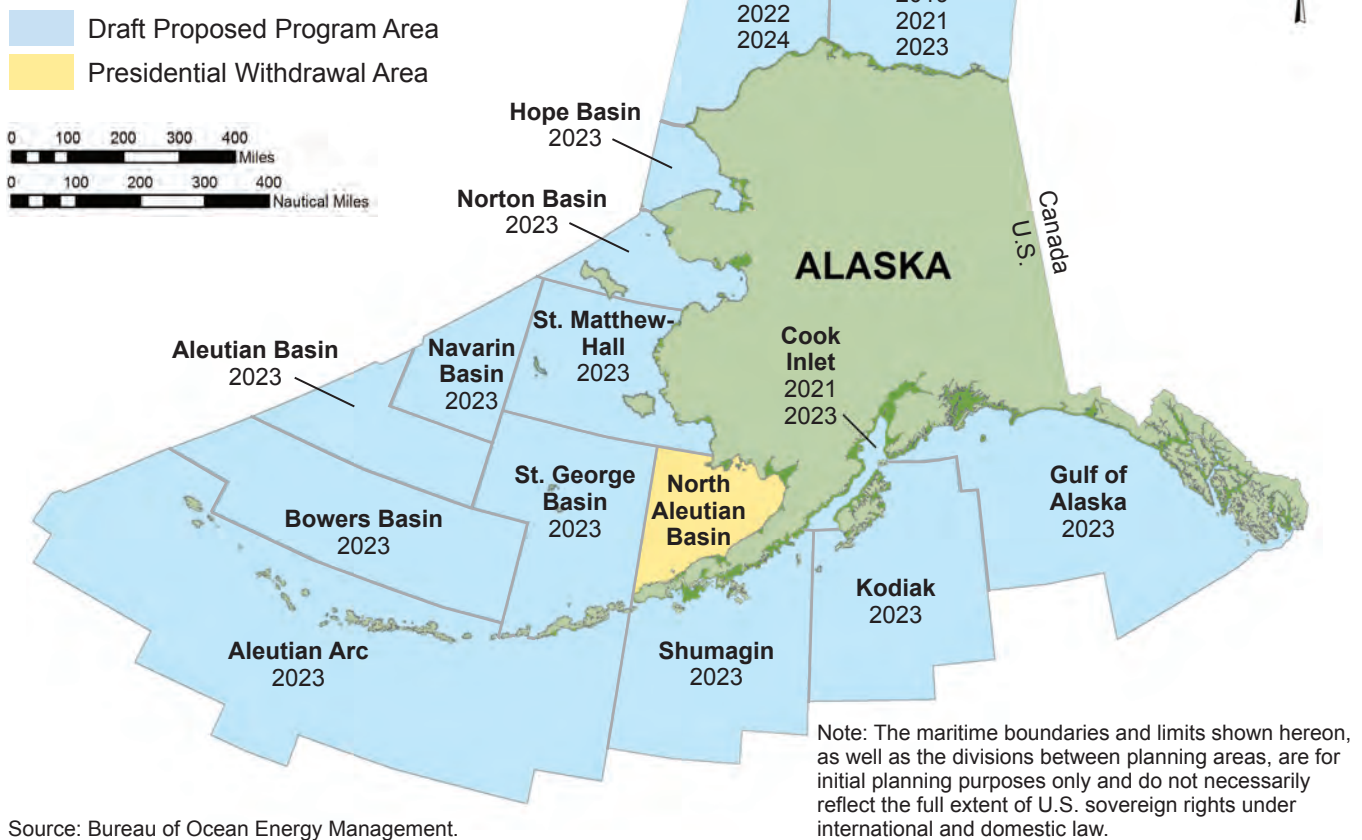 2022
2024
2021
2023
Draft Proposed Program Area
Presidential Withdrawal Area
0 100 200 300 400
Miles
0 100 200 300 400
Nautical Miles
Hope Basin
2023
Norton Basin
2023
Canada
U.S.
ALASKA
St. Matthew-
Hall
2023
Navarin
Basin
2023
Aleutian Basin
2023
Cook
Inlet
2021
2023
St. George
Basin
2023
North
Aleutian
Basin
Gulf of
Alaska
2023
Bowers Basin
2023
Kodiak
2023
Aleutian Arc
2023
Shumagin
2023
Note: The maritime boundaries and limits shown hereon,
as well as the divisions between planning areas, are for
initial planning purposes only and do not necessarily
reflect the full extent of U.S. sovereign rights under
international and domestic law.
Source: Bureau of Ocean Energy Management.